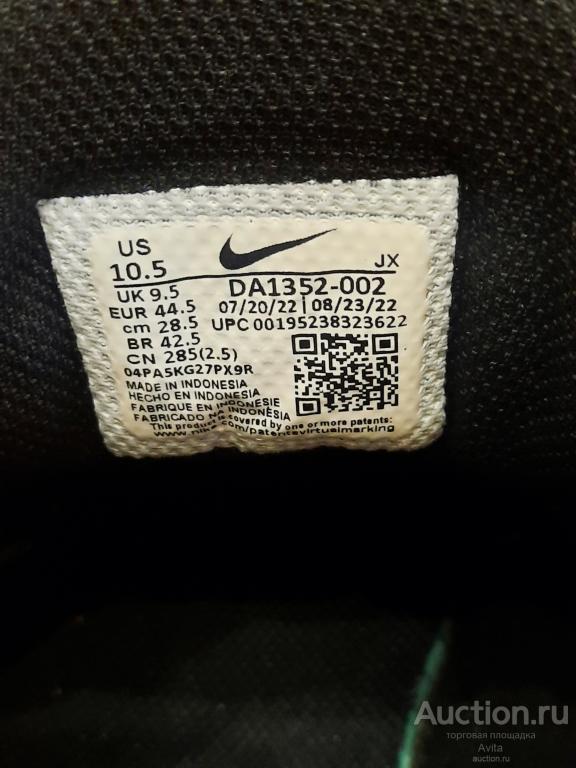 US
10.5
JX
UK 9.5
DA1352-002
EUR 44.5
07/20/22 | 08/23/22
cm 28.5
UPC 00195238323622
BR 42.5
CN 285(2.5)
04PA5KG27PX9R
MADE IN INDONESIA
HECHO EN INDONESIA
FABRIQUE EN INDONESIE
FABRICADO NA INDONESIA
This product is covered by one or more patents:
www.nike.com/patentsvirtualmarking
Auction.ru
торговая площадка
Avita
auction.ru